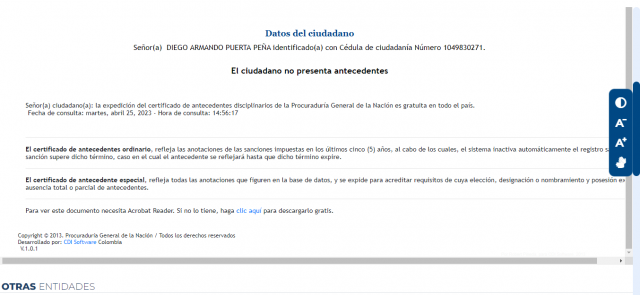 Datos del ciudadano
Señor(a) DIEGO ARMANDO PUERTA PEÑA identificado(a) con Cédula de ciudadanía Número 1049830271.
El ciudadano no presenta antecedentes
Señor(a) ciudadano(a): la expedición del certificado de antecedentes disciplinarios de la Procuraduría General de la Nación es gratuita en todo el país.
Fecha de consulta: martes, abril 25, 2023 - Hora de consulta: 14:56:17
El certificado de antecedentes ordinario, refleja las anotaciones de las sanciones impuestas en los últimos cinco (5) años, al cabo de los cuales, el sistema inactiva automáticamente el registro
sanción supere dicho término, caso en el cual el antecedente se reflejará hasta que dicho término expire.
El certificado de antecedente especial, refleja todas las anotaciones que figuren en la base de datos, y se expide para acreditar requisitos de cuya elección, designación o nombramiento y posesión
ausencia total o parcial de antecedentes.
Para ver este documento necesita Acrobat Reader. Si no lo tiene, haga clic aquí para descargarlo gratis.
Copyright © 2013. Procuraduría General de la Nación / Todos los derechos reservados
Desarrollado por: CDI Software Colombia
V.1.0.1
A-
A+
OTRAS ENTIDADES